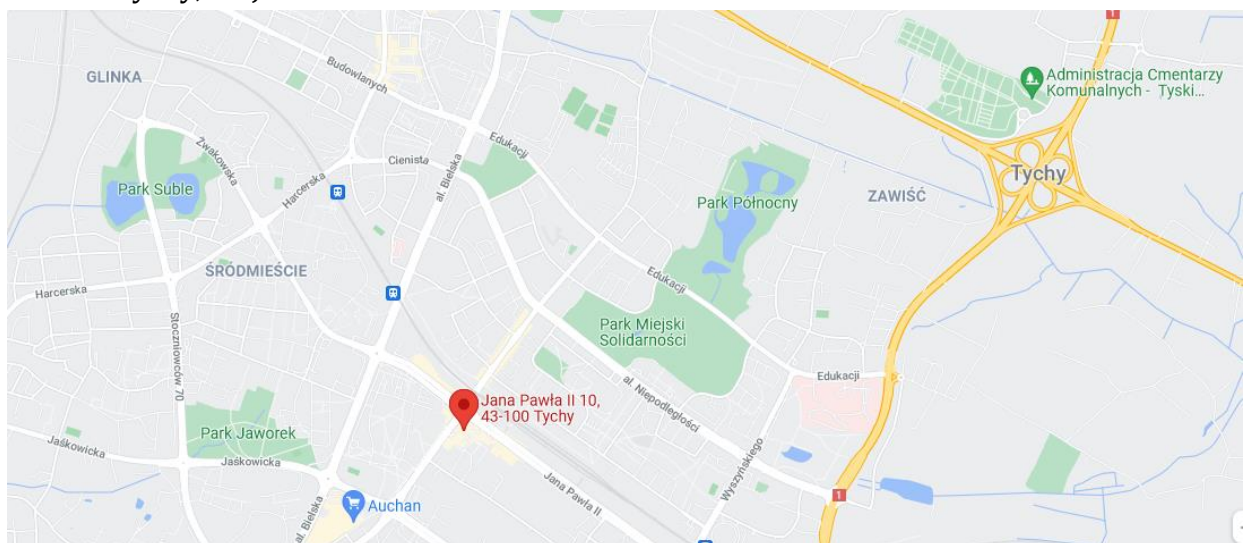 1
GLINKA
Budowlanych
Administracja Cmentarzy
Komunalnych - Tyski...
Edukacji
Żwakowska
Cienista
al. Bielska
Tychy
Park Suble
Harcerska
Park Północny
ZAWIŚĆ
ŚRÓDMIEŚCIE
Edukacji
Harcerska
Stoczniowców 70
Park Miejski
Solidarności
Edukacji
al. Niepodległości
Jana Pawła II 10,
43-100 Tychy
Park Jaworek
Jaśkowicka
Jaśkowicka
Wyszyńskiego
Jana Pawła II
1
Auchan
al. Bielska